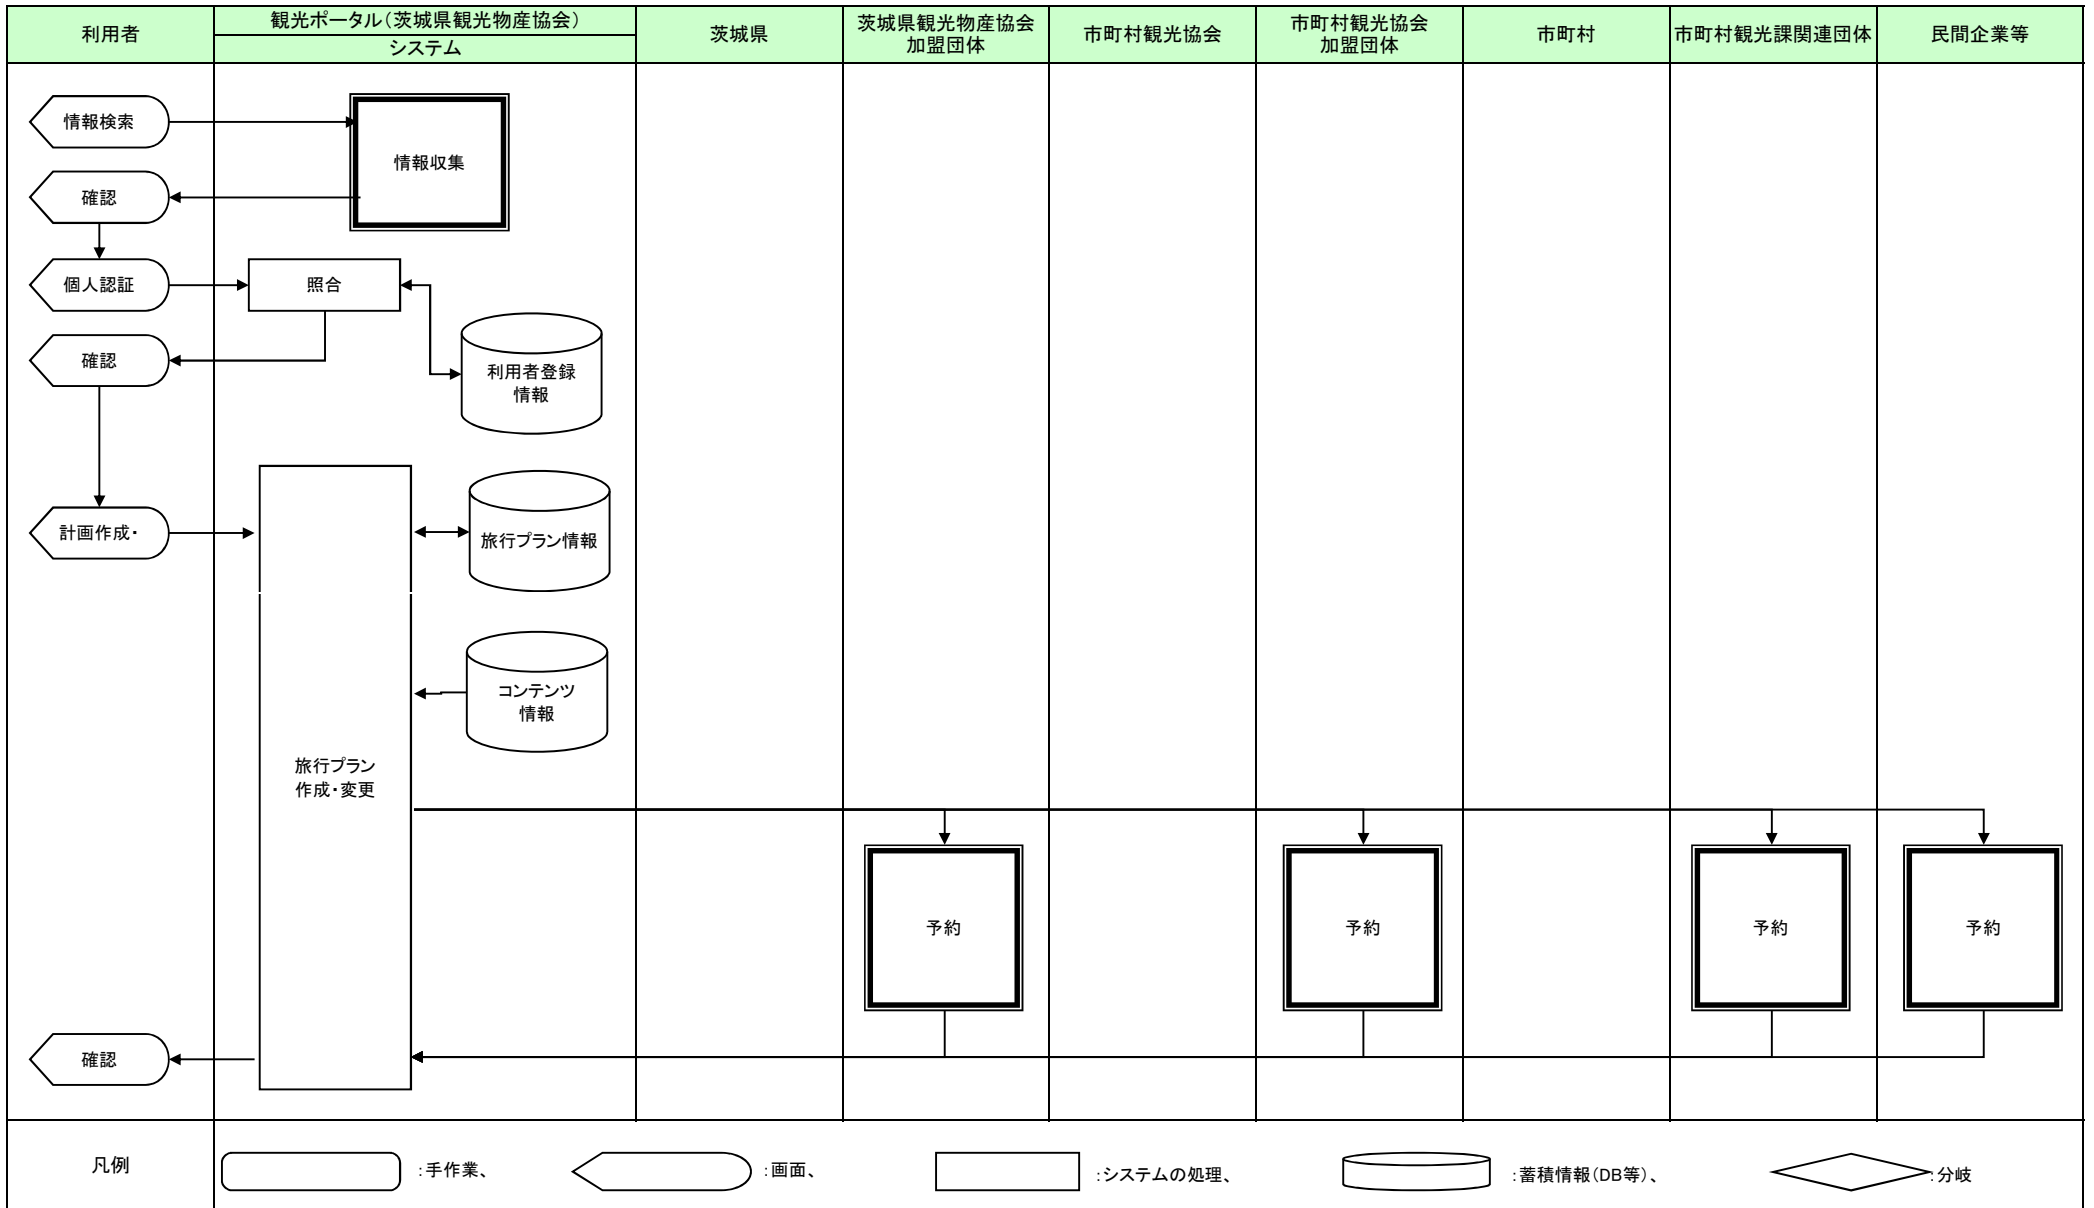 利用者
観光ポータル（茨城県観光物産協会）
システム
茨城県
茨城県観光物産協会
加盟団体
市町村観光協会
市町村観光協会
加盟団体
市町村
市町村観光課関連団体
民間企業等
情報検索
情報収集
確認
個人認証
照合
確認
利用者登録
情報
計画作成・
旅行プラン情報
コンテンツ
情報
旅行プラン
作成・変更
予約
予約
予約
予約
確認
凡例
:手作業、
:画面、
:システムの処理、
:蓄積情報（DB等）、
:分岐